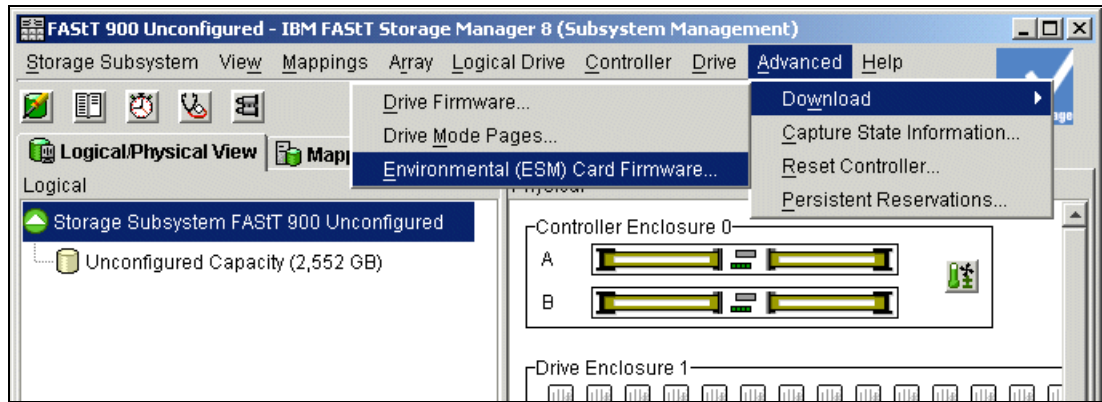 FAStT 900 Unconfigured - IBM FAStT Storage Manager 8 (Subsystem Management)
Storage Subsystem View Mappings Array Logical Drive Controller Drive Advanced Help
Drive Firmware...
Drive Mode Pages...
Environmental (ESM) Card Firmware...
Download
Capture State Information...
Reset Controller...
Persistent Reservations...
Logical/Physical View
Logical
Storage Subsystem FAStT 900 Unconfigured
Unconfigured Capacity (2,552 GB)
Controller Enclosure 0
A
B
Drive Enclosure 1